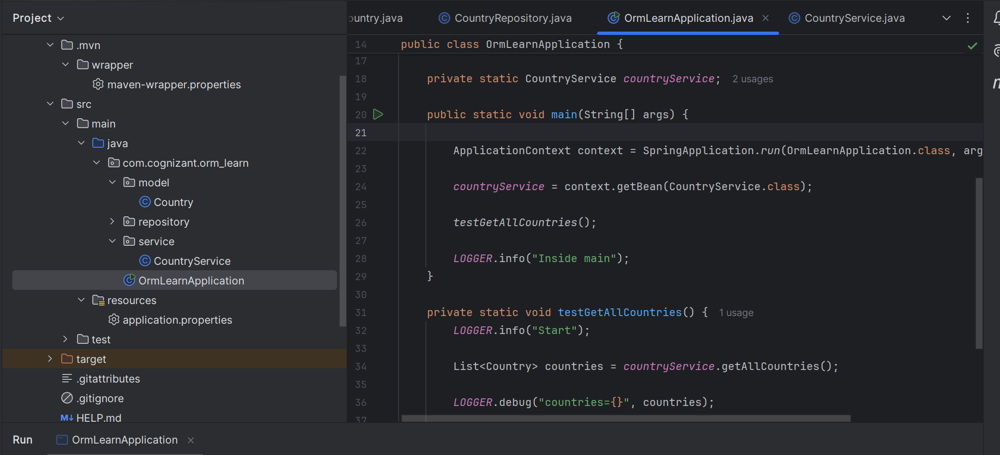 Project
.mvn
wrapper
maven-wrapper.properties
src
main
java
com.cognizant.orm_learn
model
Country
repository
service
CountryService
OrmLearnApplication
resources
application.properties
test
target
.gitattributes
.gitignore
M↓ HELP.md
ountry.java CountryRepository.java OrmLearnApplication.java CountryService.java
14 public class OrmLearnApplication {
17
18 private static CountryService countryService; 2 usages
19
20 public static void main(String[] args) {
21
22 ApplicationContext context = SpringApplication.run(OrmLearnApplication.class, arg
23
24 countryService = context.getBean(CountryService.class);
25
26 testGetAllCountries();
27
28 LOGGER.info("Inside main");
29 }
30
31 private static void testGetAllCountries() { 1 usage
32 LOGGER.info("Start");
33
34 List<Country> countries = countryService.getAllCountries();
35
36 LOGGER.debug("countries={}", countries);
37
Run OrmLearnApplication